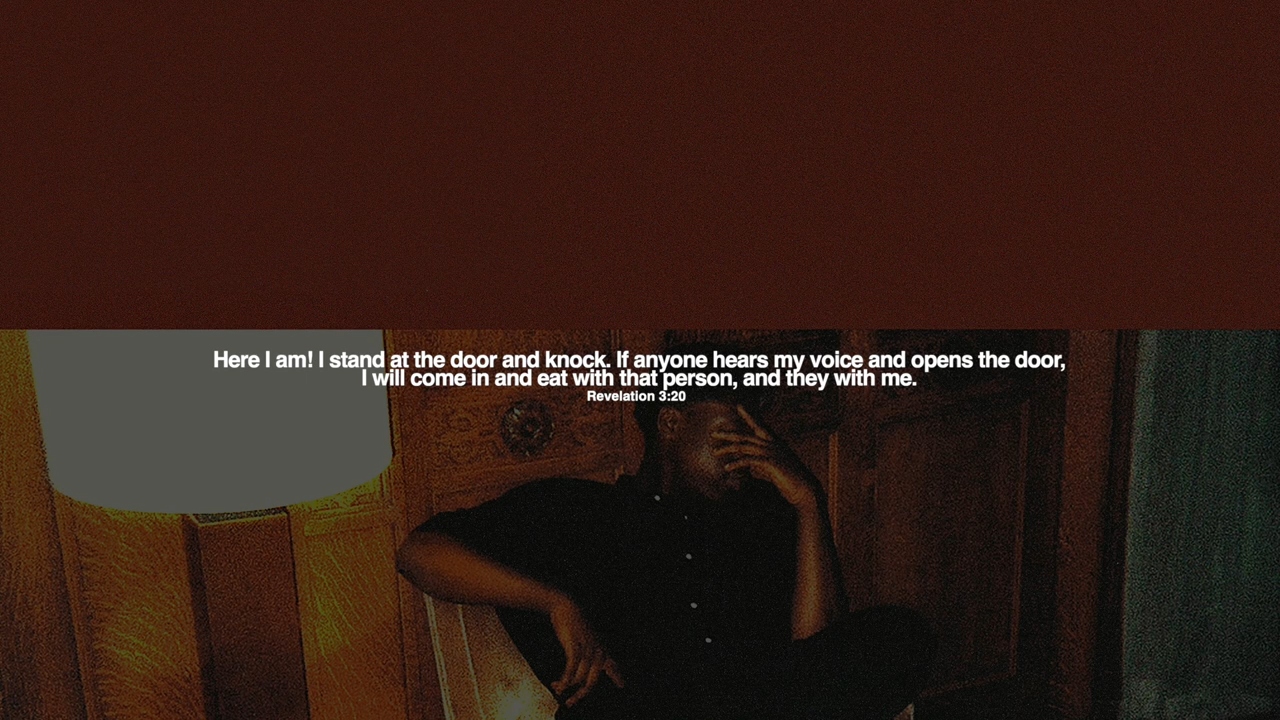 Here I am! I stand at the door and knock. If anyone hears my voice and opens the door,
I will come in and eat with that person, and they with me.
Revelation 3:20